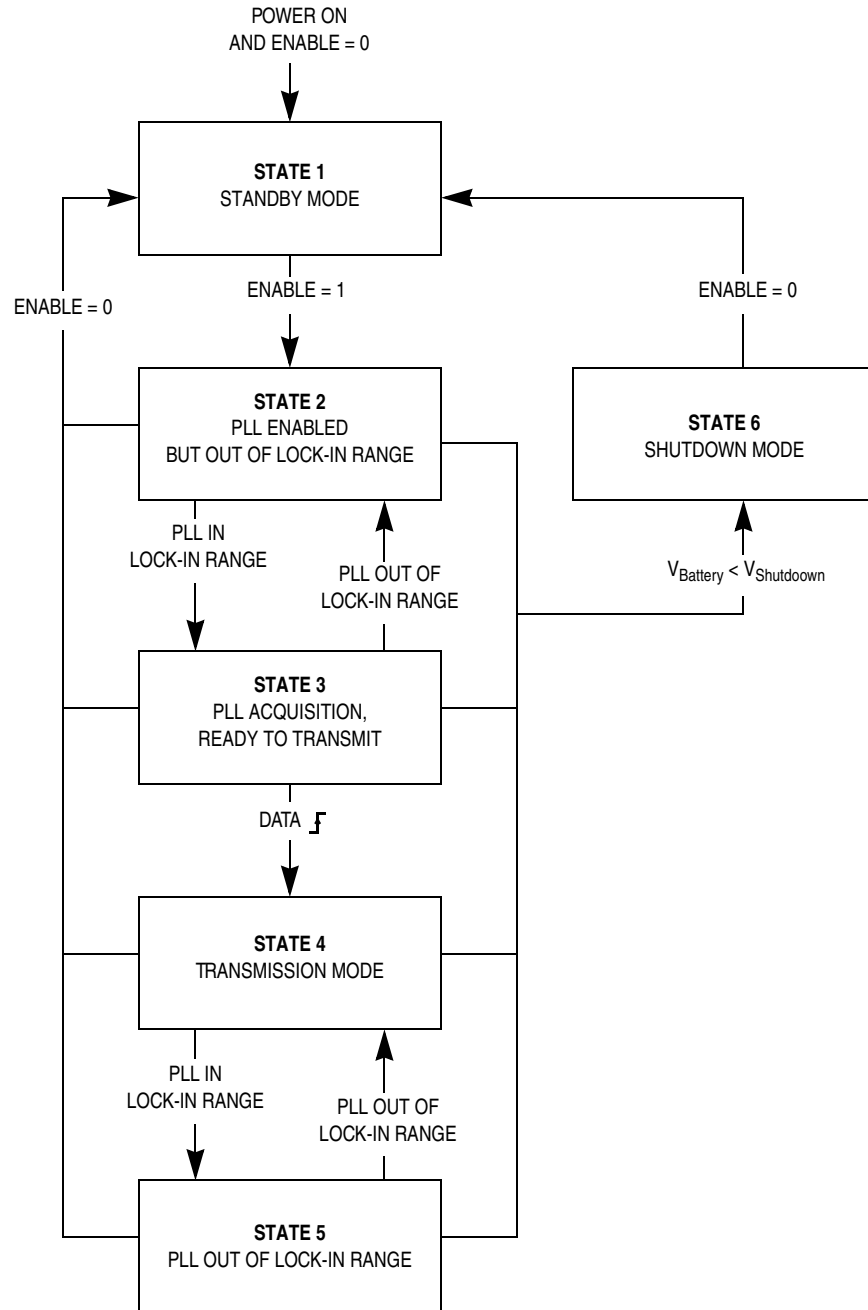 POWER ON
AND ENABLE = 0
STATE 1
STANDBY MODE
ENABLE = 0
ENABLE = 1
ENABLE = 0
STATE 2
PLL ENABLED
BUT OUT OF LOCK-IN RANGE
STATE 6
SHUTDOWN MODE
PLL IN
LOCK-IN RANGE
PLL OUT OF
LOCK-IN RANGE
VBattery < VShutdoown
STATE 3
PLL ACQUISITION,
READY TO TRANSMIT
DATA
STATE 4
TRANSMISSION MODE
PLL IN
LOCK-IN RANGE
PLL OUT OF
LOCK-IN RANGE
STATE 5
PLL OUT OF LOCK-IN RANGE